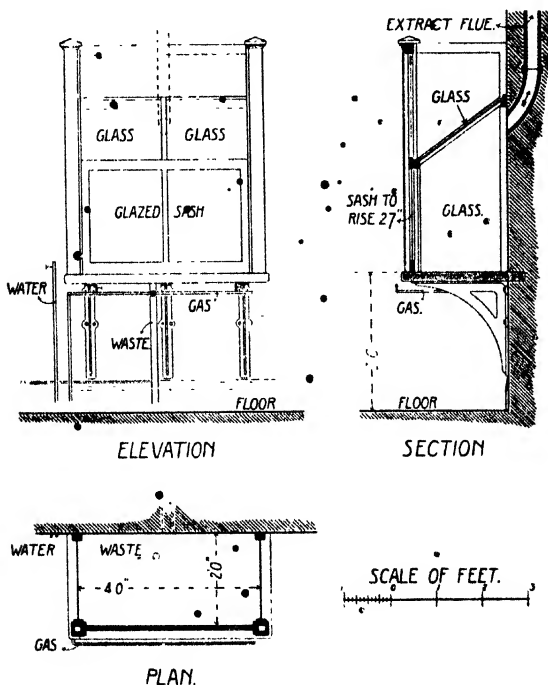 EXTRACT FLUE.
GLASS
GLASS
GLASS
GLAZED SASH
SASH TO
RISE 27"
GLASS.
WATER
GAS
WASTE
GAS.
FLOOR
FLOOR
ELEVATION
SECTION
WATER
WASTE
4'0"
2'0"
GAS
PLAN.
SCALE OF FEET.
0 1 2 3